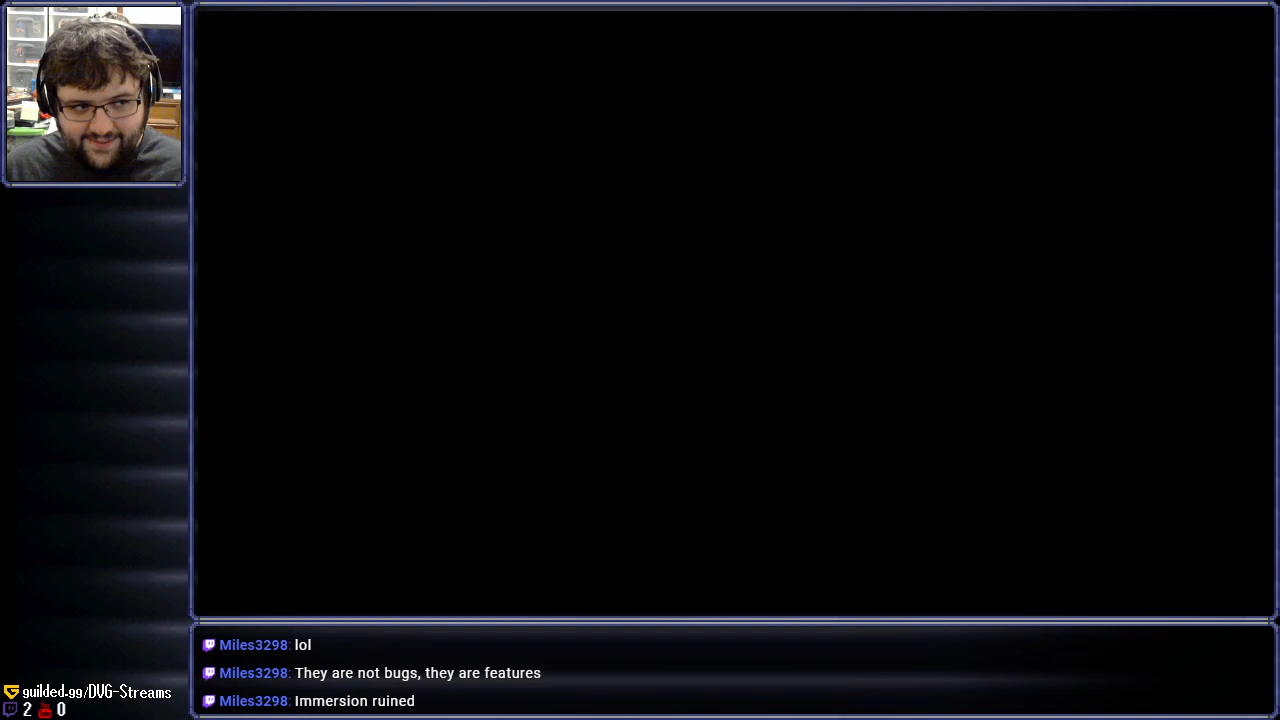 Miles3298: lol
Miles3298: They are not bugs, they are features
Miles3298: Immersion ruined
guilded.gg/DVG-Streams
2 0